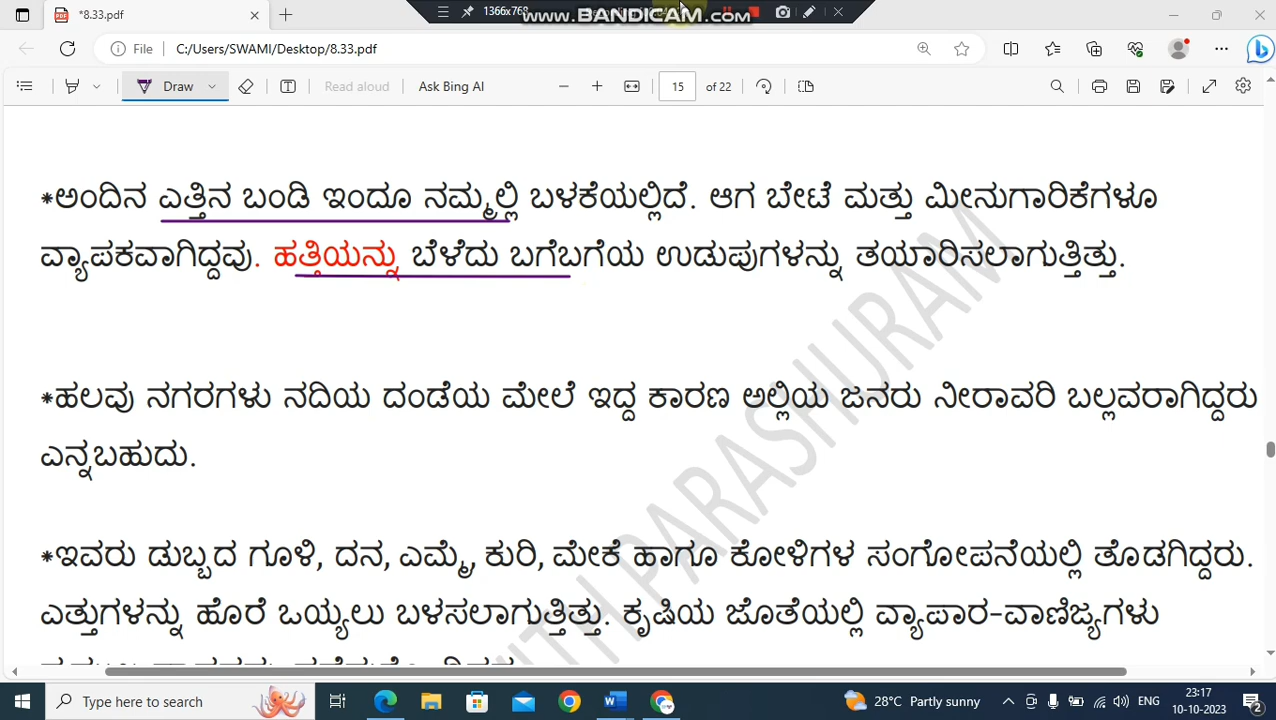 *8.33.pdf
1366x768
www.BANDICAM.com
File C:/Users/SWAMI/Desktop/8.33.pdf
Draw Read aloud Ask Bing AI 15 of 22
*ಅಂದಿನ ಎತ್ತಿನ ಬಂಡಿ ಇಂದೂ ನಮ್ಮಲ್ಲಿ ಬಳಕೆಯಲ್ಲಿದೆ. ಆಗ ಬೇಟೆ ಮತ್ತು ಮೀನುಗಾರಿಕೆಗಳೂ
ವ್ಯಾಪಕವಾಗಿದ್ದವು. ಹತ್ತಿಯನ್ನು ಬೆಳೆದು ಬಗೆಬಗೆಯ ಉಡುಪುಗಳನ್ನು ತಯಾರಿಸಲಾಗುತ್ತಿತ್ತು.
*ಹಲವು ನಗರಗಳು ನದಿಯ ದಂಡೆಯ ಮೇಲೆ ಇದ್ದ ಕಾರಣ ಅಲ್ಲಿಯ ಜನರು ನೀರಾವರಿ ಬಲ್ಲವರಾಗಿದ್ದರು
ಎನ್ನಬಹುದು.
*ಇವರು ಡುಬ್ಬದ ಗೂಳಿ, ದನ, ಎಮ್ಮೆ, ಕುರಿ, ಮೇಕೆ ಹಾಗೂ ಕೋಳಿಗಳ ಸಂಗೋಪನೆಯಲ್ಲಿ ತೊಡಗಿದ್ದರು.
ಎತ್ತುಗಳನ್ನು ಹೊರೆ ಒಯ್ಯಲು ಬಳಸಲಾಗುತ್ತಿತ್ತು. ಕೃಷಿಯ ಜೊತೆಯಲ್ಲಿ ವ್ಯಾಪಾರ-ವಾಣಿಜ್ಯಗಳು
PARASHURAM
Type here to search 28°C Partly sunny ENG 23:17
10-10-2023 2